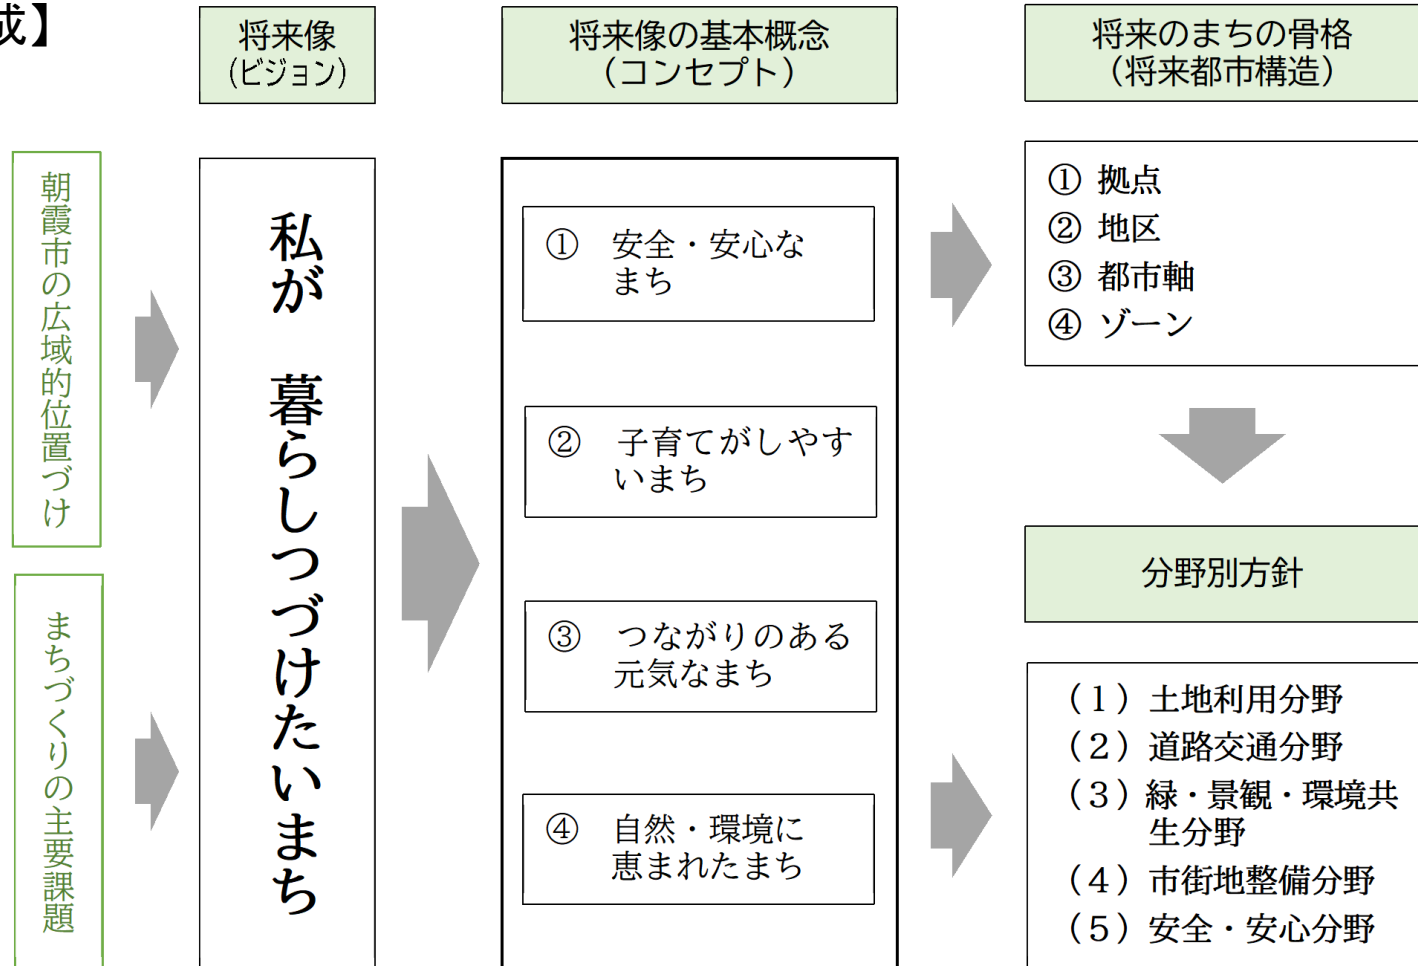 成】
将来像
(ビジョン)
将来像の基本概念
（コンセプト）
将来のまちの骨格
（将来都市構造）
朝霞市の広域的位置づけ
まちづくりの主要課題
私が　暮らしつづけたいまち
①　安全・安心な
まち
②　子育てがしやす
いまち
③　つながりのある
元気なまち
④　自然・環境に
恵まれたまち
① 拠点
② 地区
③ 都市軸
④ ゾーン
分野別方針
（１）土地利用分野
（２）道路交通分野
（３）緑・景観・環境共
生分野
（４）市街地整備分野
（５）安全・安心分野